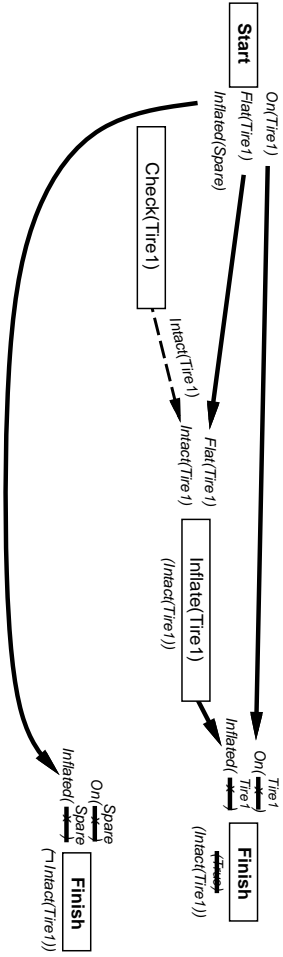 On(Tire1)
Flat(Tire1)
Inflated(Spare)
Start
Check(Tire1)
Intact(Tire1)
Flat(Tire1)
Intact(Tire1)
Inflate(Tire1)
(Intact(Tire1))
Tire1
On( x )
Tire1
Inflated( x )
Finish
(True)
(Intact(Tire1))
Spare
On( x )
Spare
Inflated( x )
Finish
(¬ Intact(Tire1))